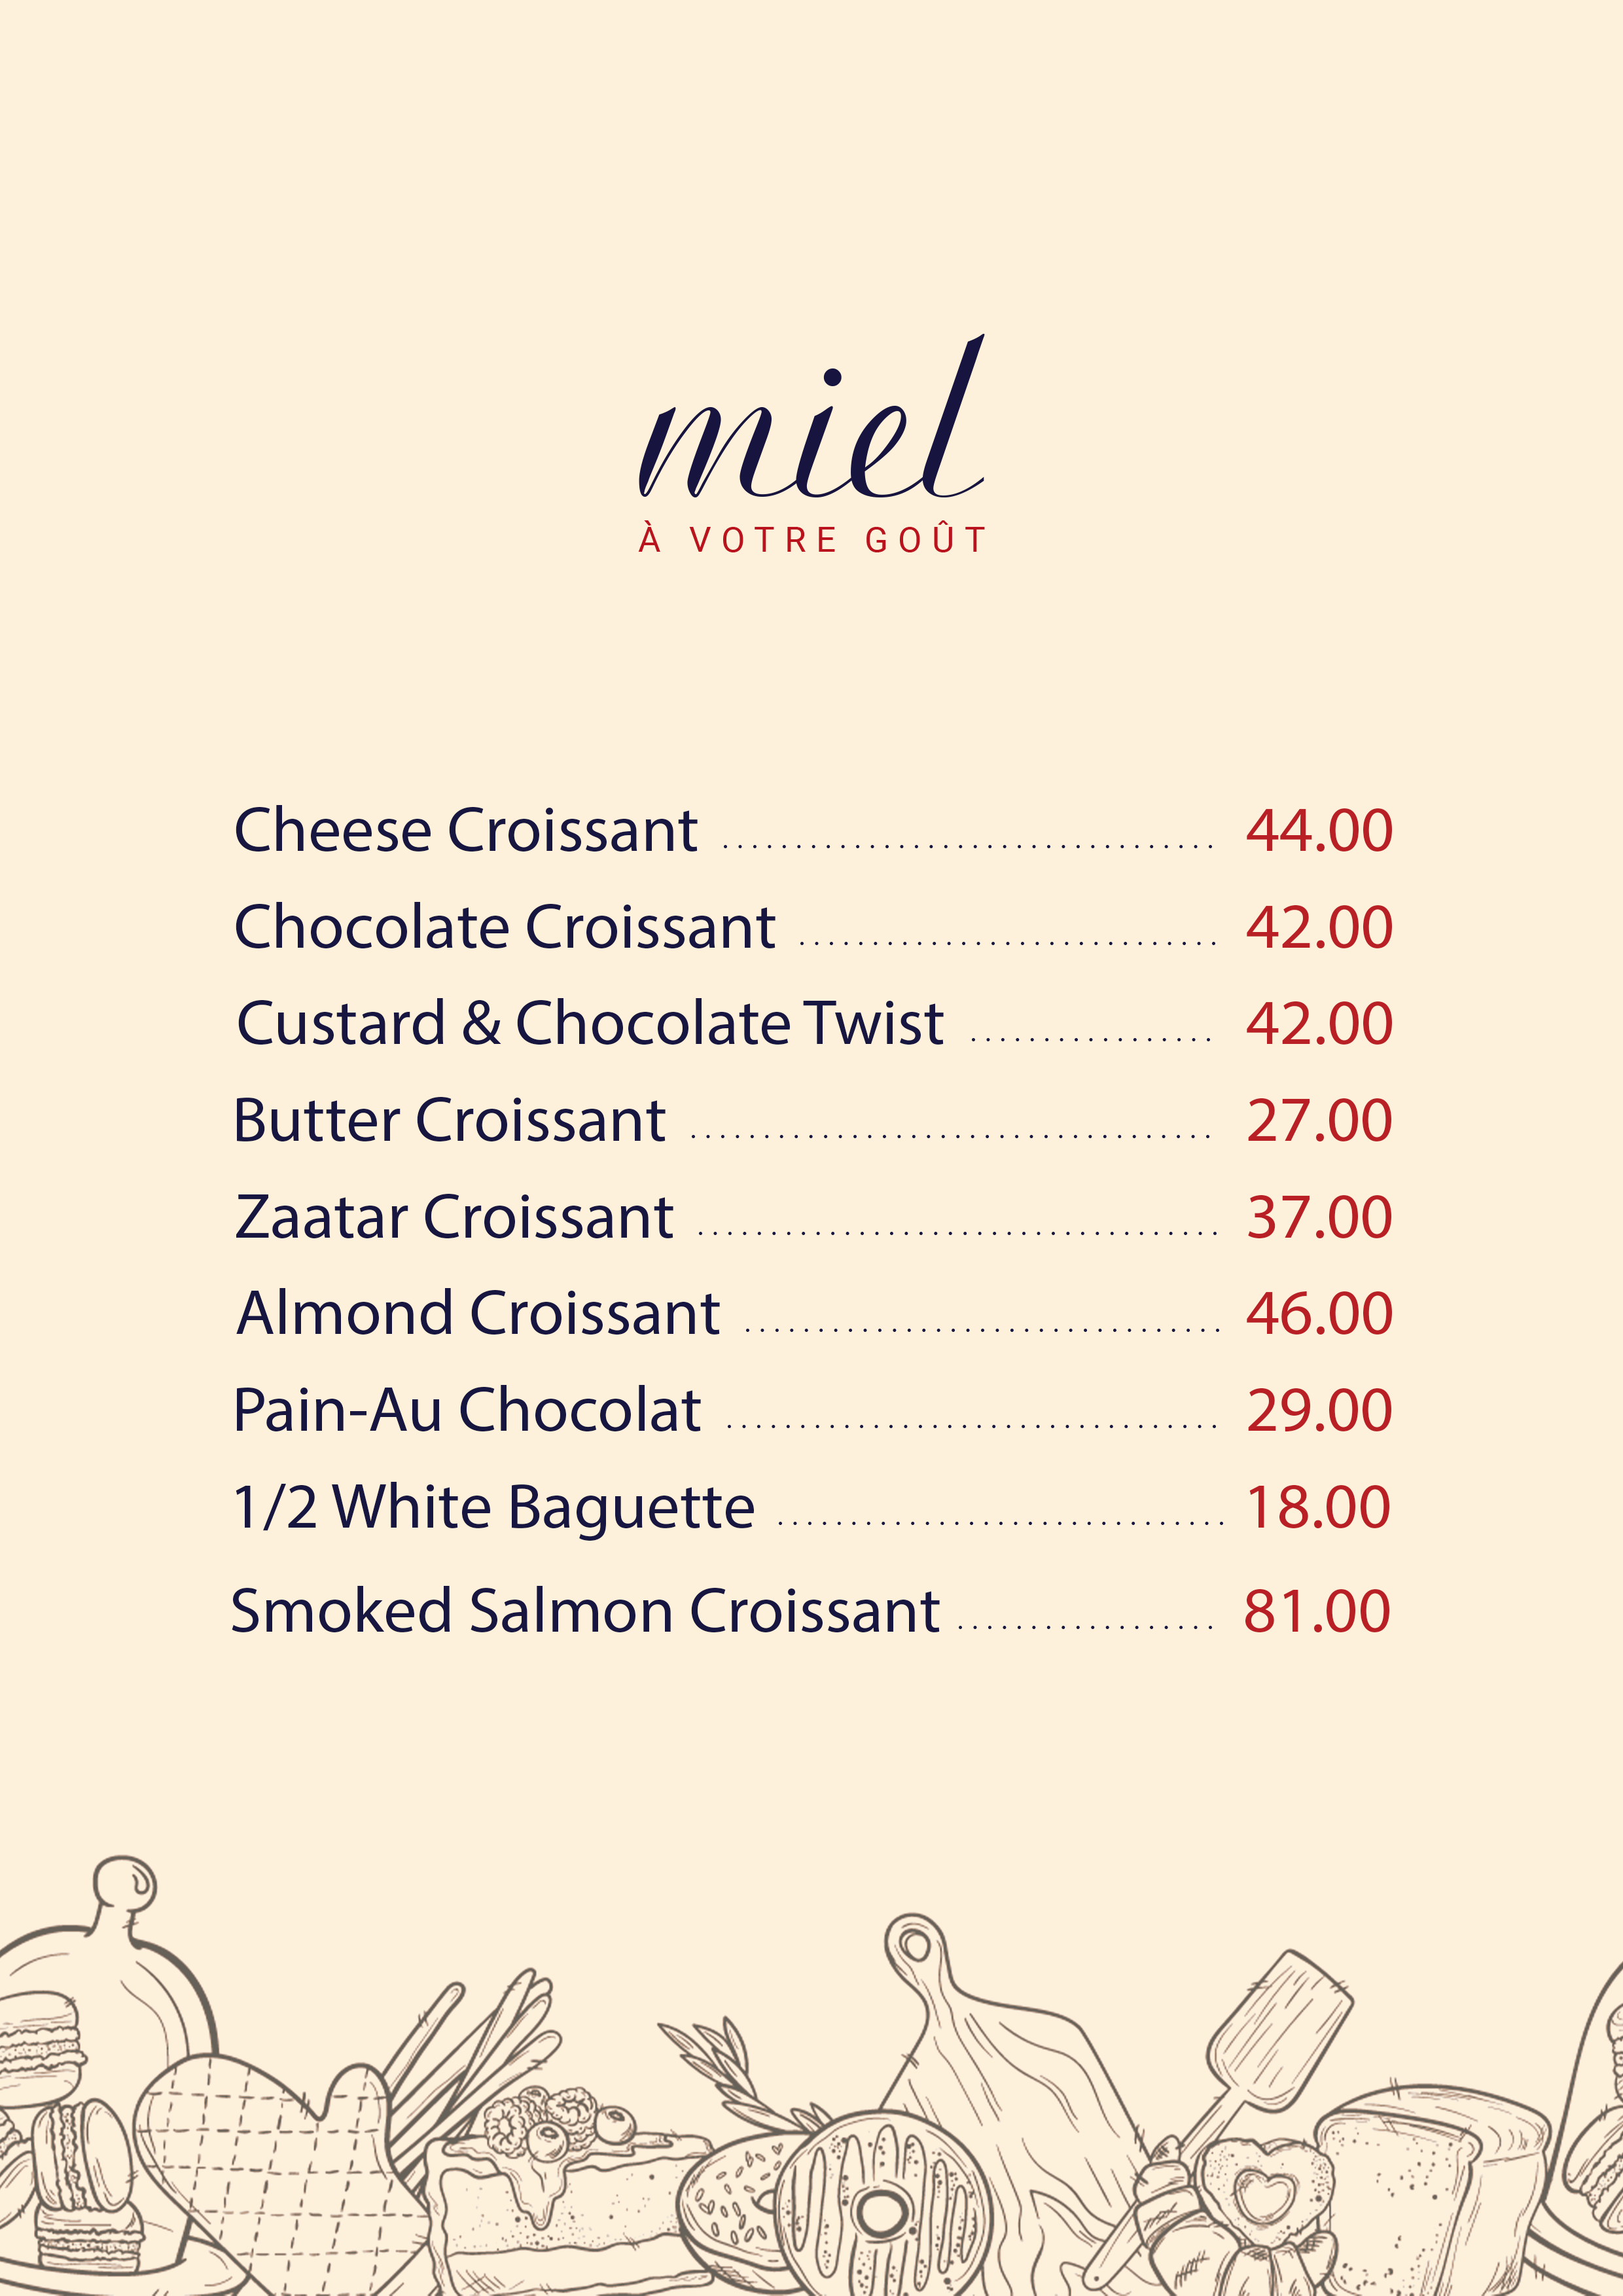 miel
À VOTRE GOÛT
Cheese Croissant .................................. 44.00
Chocolate Croissant ............................. 42.00
Custard & Chocolate Twist ................. 42.00
Butter Croissant .................................... 27.00
Zaatar Croissant .................................... 37.00
Almond Croissant ................................. 46.00
Pain-Au Chocolat .................................. 29.00
1/2 White Baguette ............................... 18.00
Smoked Salmon Croissant .................. 81.00